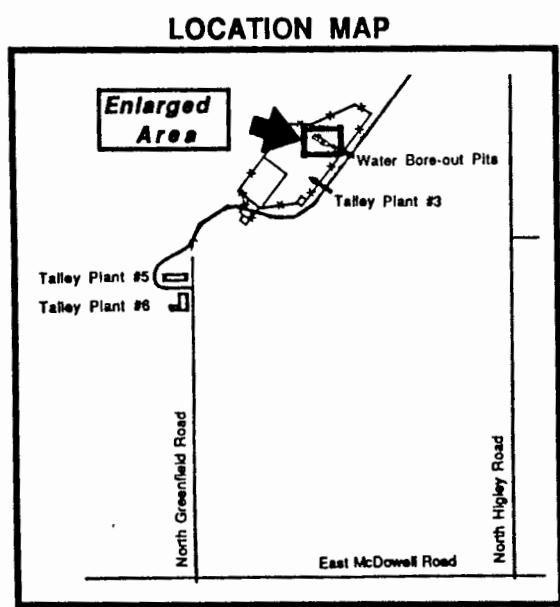 LOCATION MAP
Enlarged
Area
Water Bore-out Pits
Talley Plant #3
Talley Plant #5
Talley Plant #6
North Greenfield Road
North Higley Road
East McDowell Road